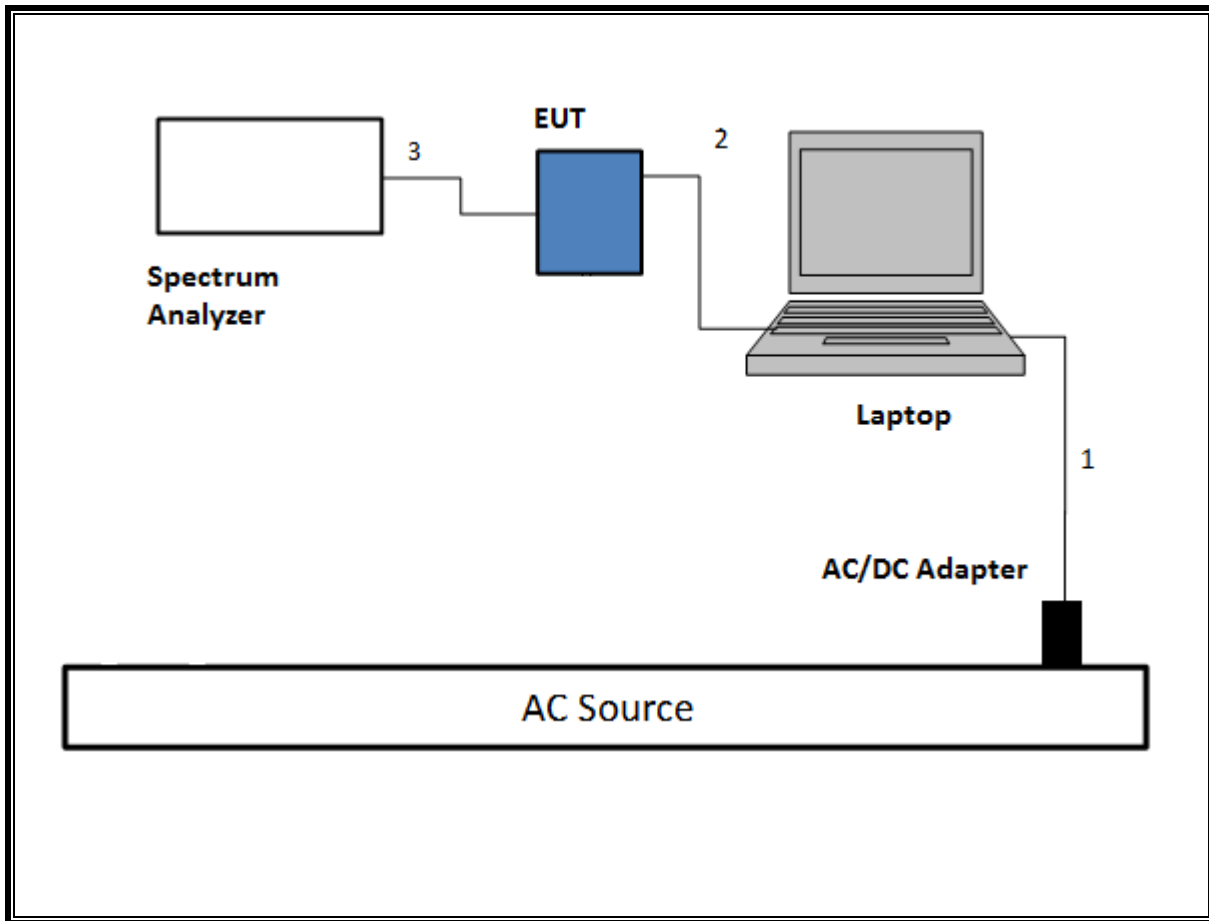 EUT
2
3
Spectrum
Analyzer
Laptop
1
AC/DC Adapter
AC Source